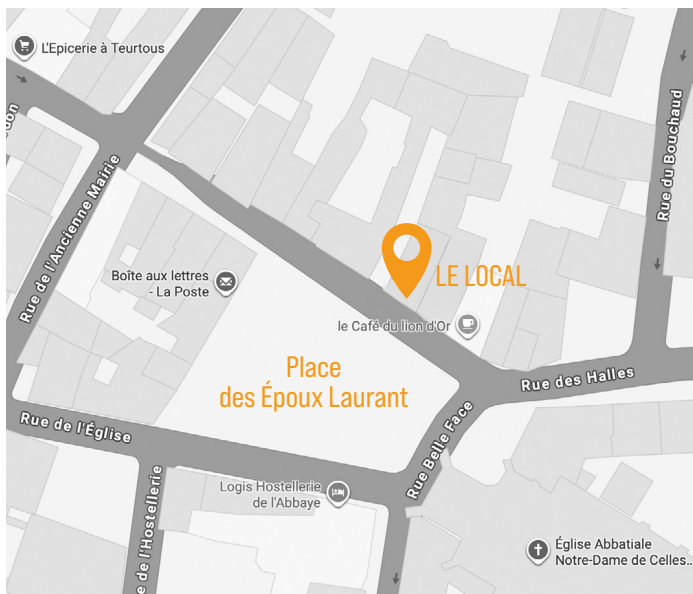 L'Epicerie à Teurtous
Rue de l'Ancienne Mairie
Rue du Bouchaud
Boîte aux lettres
- La Poste
LE LOCAL
le Café du lion d'Or
Place
des Époux Laurant
Rue des Halles
Rue de l'Église
Rue Belle Face
Logis Hostellerie
de l'Abbaye
e de l'Hostellerie
Église Abbatiale
Notre-Dame de Celles...